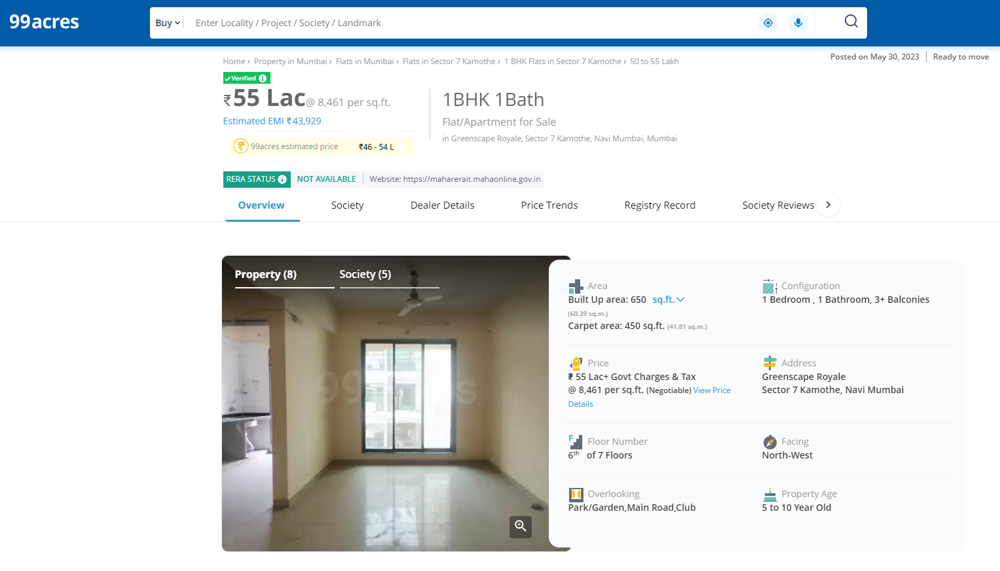 99acres
Buy
Enter Locality / Project / Society / Landmark
Home › Property in Mumbai › Flats in Mumbai › Flats in Sector 7 Kamothe › 1 BHK Flats in Sector 7 Kamothe › 50 to 55 Lakh
Posted on May 30, 2023
Ready to move
Verified
₹55 Lac@ 8,461 per sq.ft.
Estimated EMI ₹43,929
99acres estimated price ₹46 - 54 L
1BHK 1Bath
Flat/Apartment for Sale
in Greenscape Royale, Sector 7 Kamothe, Navi Mumbai, Mumbai
RERA STATUS NOT AVAILABLE Website: https://maharerait.mahaonline.gov.in
Overview Society Dealer Details Price Trends Registry Record Society Reviews
Property (8) Society (5)
99acres
Area
Built Up area: 650 sq.ft.
(60.39 sq.m.)
Carpet area: 450 sq.ft. (41.81 sq.m.)
Configuration
1 Bedroom , 1 Bathroom, 3+ Balconies
Price
₹ 55 Lac+ Govt Charges & Tax
@ 8,461 per sq.ft. (Negotiable) View Price
Details
Address
Greenscape Royale
Sector 7 Kamothe, Navi Mumbai
Floor Number
6th of 7 Floors
Facing
North-West
Overlooking
Park/Garden,Main Road,Club
Property Age
5 to 10 Year Old